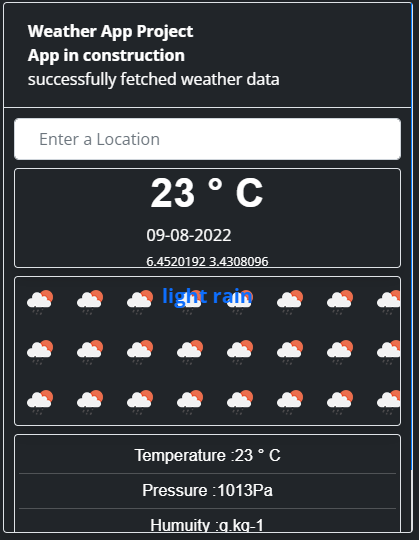 Weather App Project
App in construction
successfully fetched weather data
Enter a Location
23 ° C
09-08-2022
6.4520192 3.4308096
light rain
Temperature :23 ° C
Pressure :1013Pa
Humuity :g.kg-1